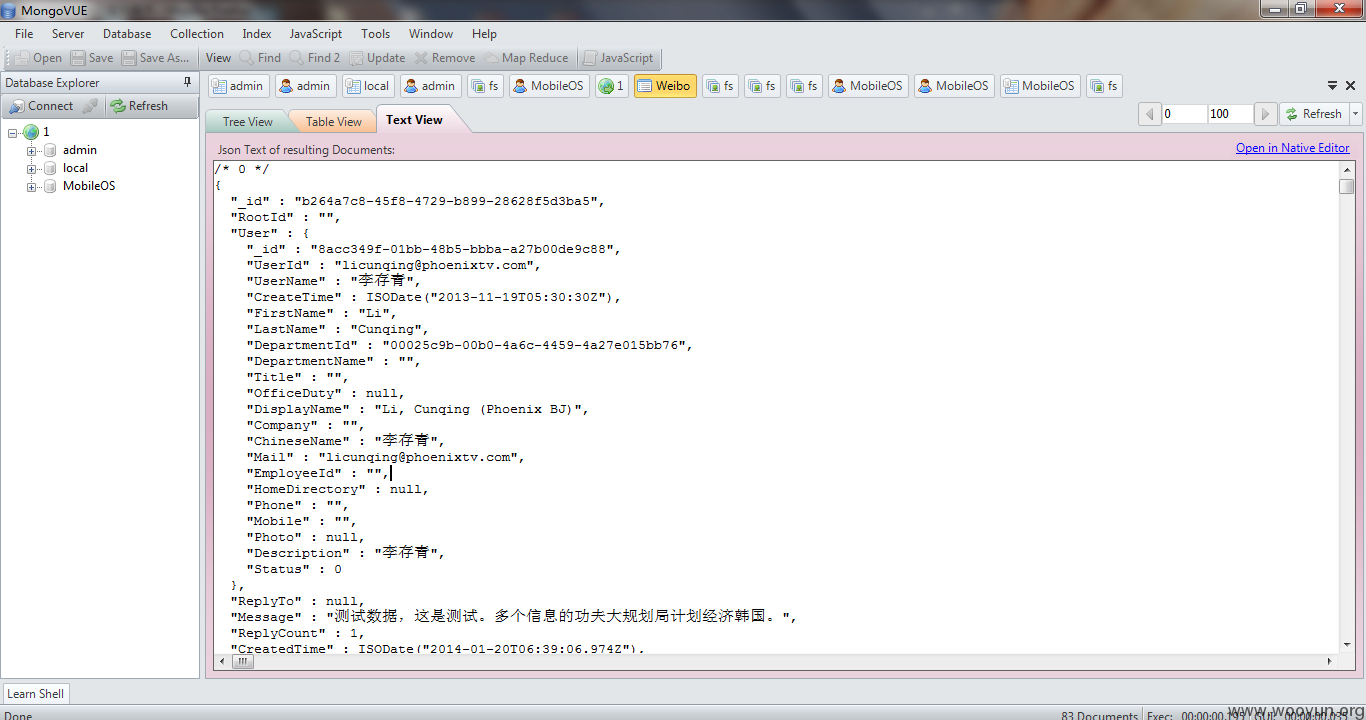 MongoVUE
File Server Database Collection Index JavaScript Tools Window Help
Open Save Save As... View Find Find 2 Update Remove Map Reduce JavaScript
Database Explorer
Connect Refresh
1
admin
local
MobileOS
admin admin local admin fs MobileOS 1 Weibo fs fs fs MobileOS MobileOS MobileOS fs
Tree View Table View Text View
0 100 Refresh
Json Text of resulting Documents: Open in Native Editor
/* 0 */
{
"_id" : "b264a7c8-45f8-4729-b899-28628f5d3ba5",
"RootId" : "",
"User" : {
"_id" : "8acc349f-01bb-48b5-bbba-a27b00de9c88",
"UserId" : "licunqing@phoenixtv.com",
"UserName" : "李存青",
"CreateTime" : ISODate("2013-11-19T05:30:30Z"),
"FirstName" : "Li",
"LastName" : "Cunqing",
"DepartmentId" : "00025c9b-00b0-4a6c-4459-4a27e015bb76",
"DepartmentName" : "",
"Title" : "",
"OfficeDuty" : null,
"DisplayName" : "Li, Cunqing (Phoenix BJ)",
"Company" : "",
"ChineseName" : "李存青",
"Mail" : "licunqing@phoenixtv.com",
"EmployeeId" : "",
"HomeDirectory" : null,
"Phone" : "",
"Mobile" : "",
"Photo" : null,
"Description" : "李存青",
"Status" : 0
},
"ReplyTo" : null,
"Message" : "测试数据，这是测试。多个信息的功夫大规划局计划经济韩国。",
"ReplyCount" : 1,
"CreatedTime" : ISODate("2014-01-20T06:39:06.974Z"),
Learn Shell
Done 83 Documents Exec: 00:00:00.195 GUI:
www.wooyun.org